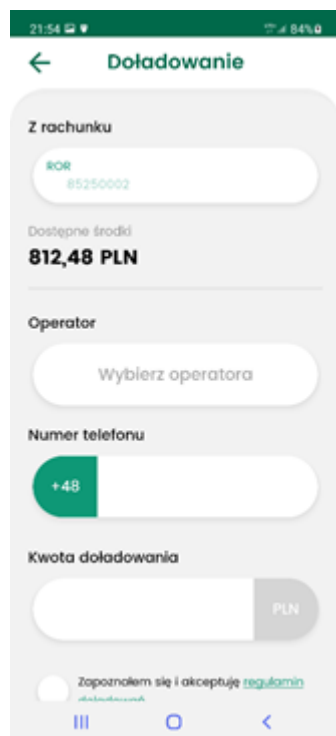 21:54
84%
Doładowanie
Z rachunku
ROR
85250002
Dostępne środki
812,48 PLN
Operator
Wybierz operatora
Numer telefonu
+48
Kwota doładowania
PLN
Zapoznałem się i akceptuję regulamin
doładowań